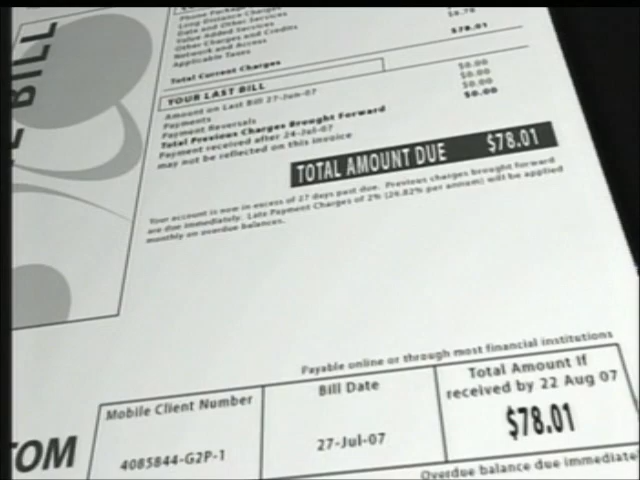 BILL
Phone Package
Long Distance Charges
Data and Other Services
Value Added Services
Other Charges and Credits
Network and Access
Applicable Taxes
Total Current Charges $78.01
YOUR LAST BILL
Amount on Last Bill 27-Jun-07 $0.00
Payments $0.00
Payment Reversals $0.00
Total Previous Charges Brought Forward $0.00
Payment received after 24-Jul-07
may not be reflected on this invoice
TOTAL AMOUNT DUE $78.01
Your account is now in excess of 27 days past due. Previous charges brought forward
are due immediately. Late Payment Charges of 2% (26.82% per annum) will be applied
monthly on overdue balances.
Payable online or through most financial institutions
Mobile Client Number
4085844-G2P-1
Bill Date
27-Jul-07
Total Amount If
received by 22 Aug 07
$78.01
TOM
Overdue balance due immediate